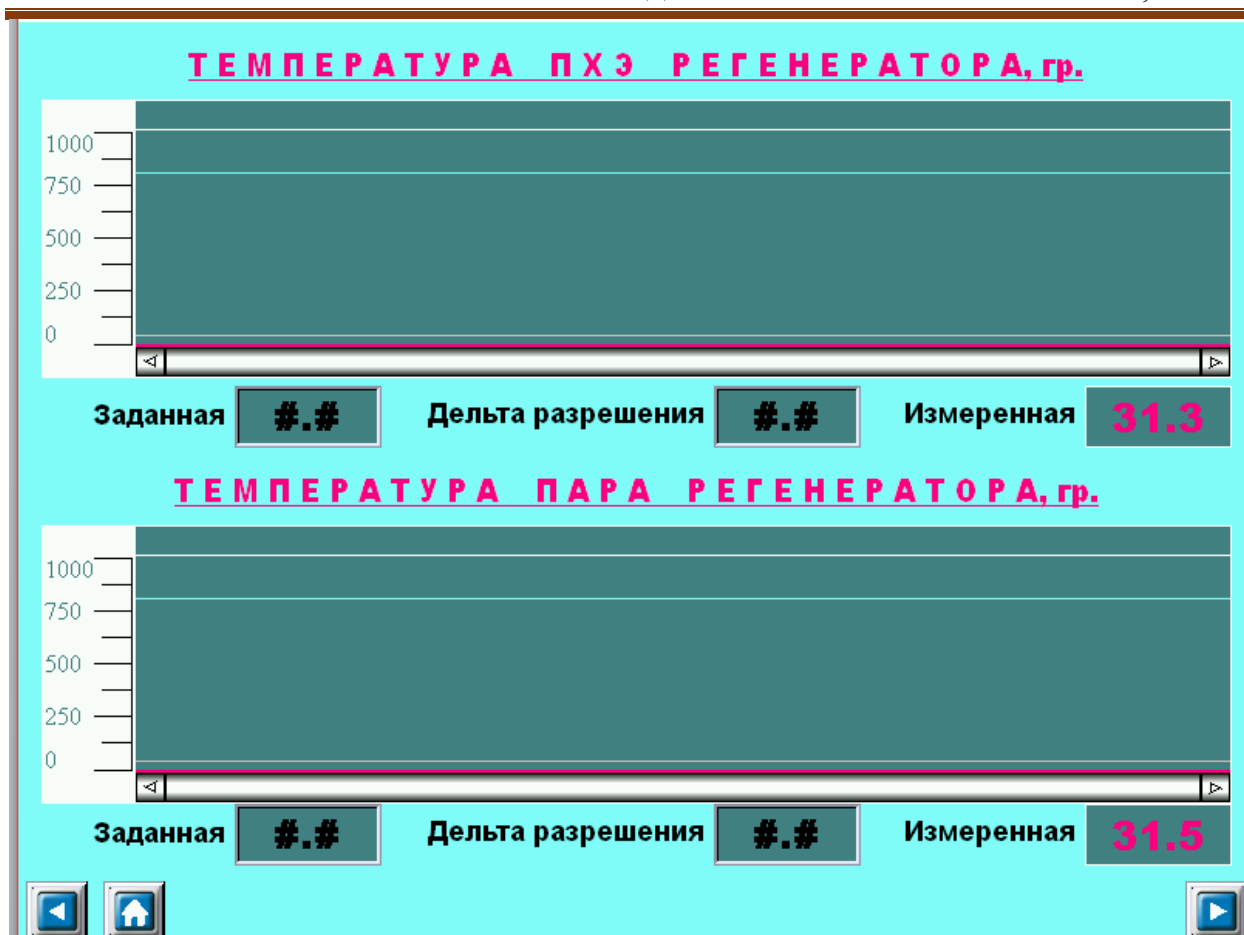 ТЕМПЕРАТУРА ПХЭ РЕГЕНЕРАТОРА, гр.
1000
750
500
250
0
Заданная #.# Дельта разрешения #.# Измеренная 31.3
ТЕМПЕРАТУРА ПАРА РЕГЕНЕРАТОРА, гр.
1000
750
500
250
0
Заданная #.# Дельта разрешения #.# Измеренная 31.5